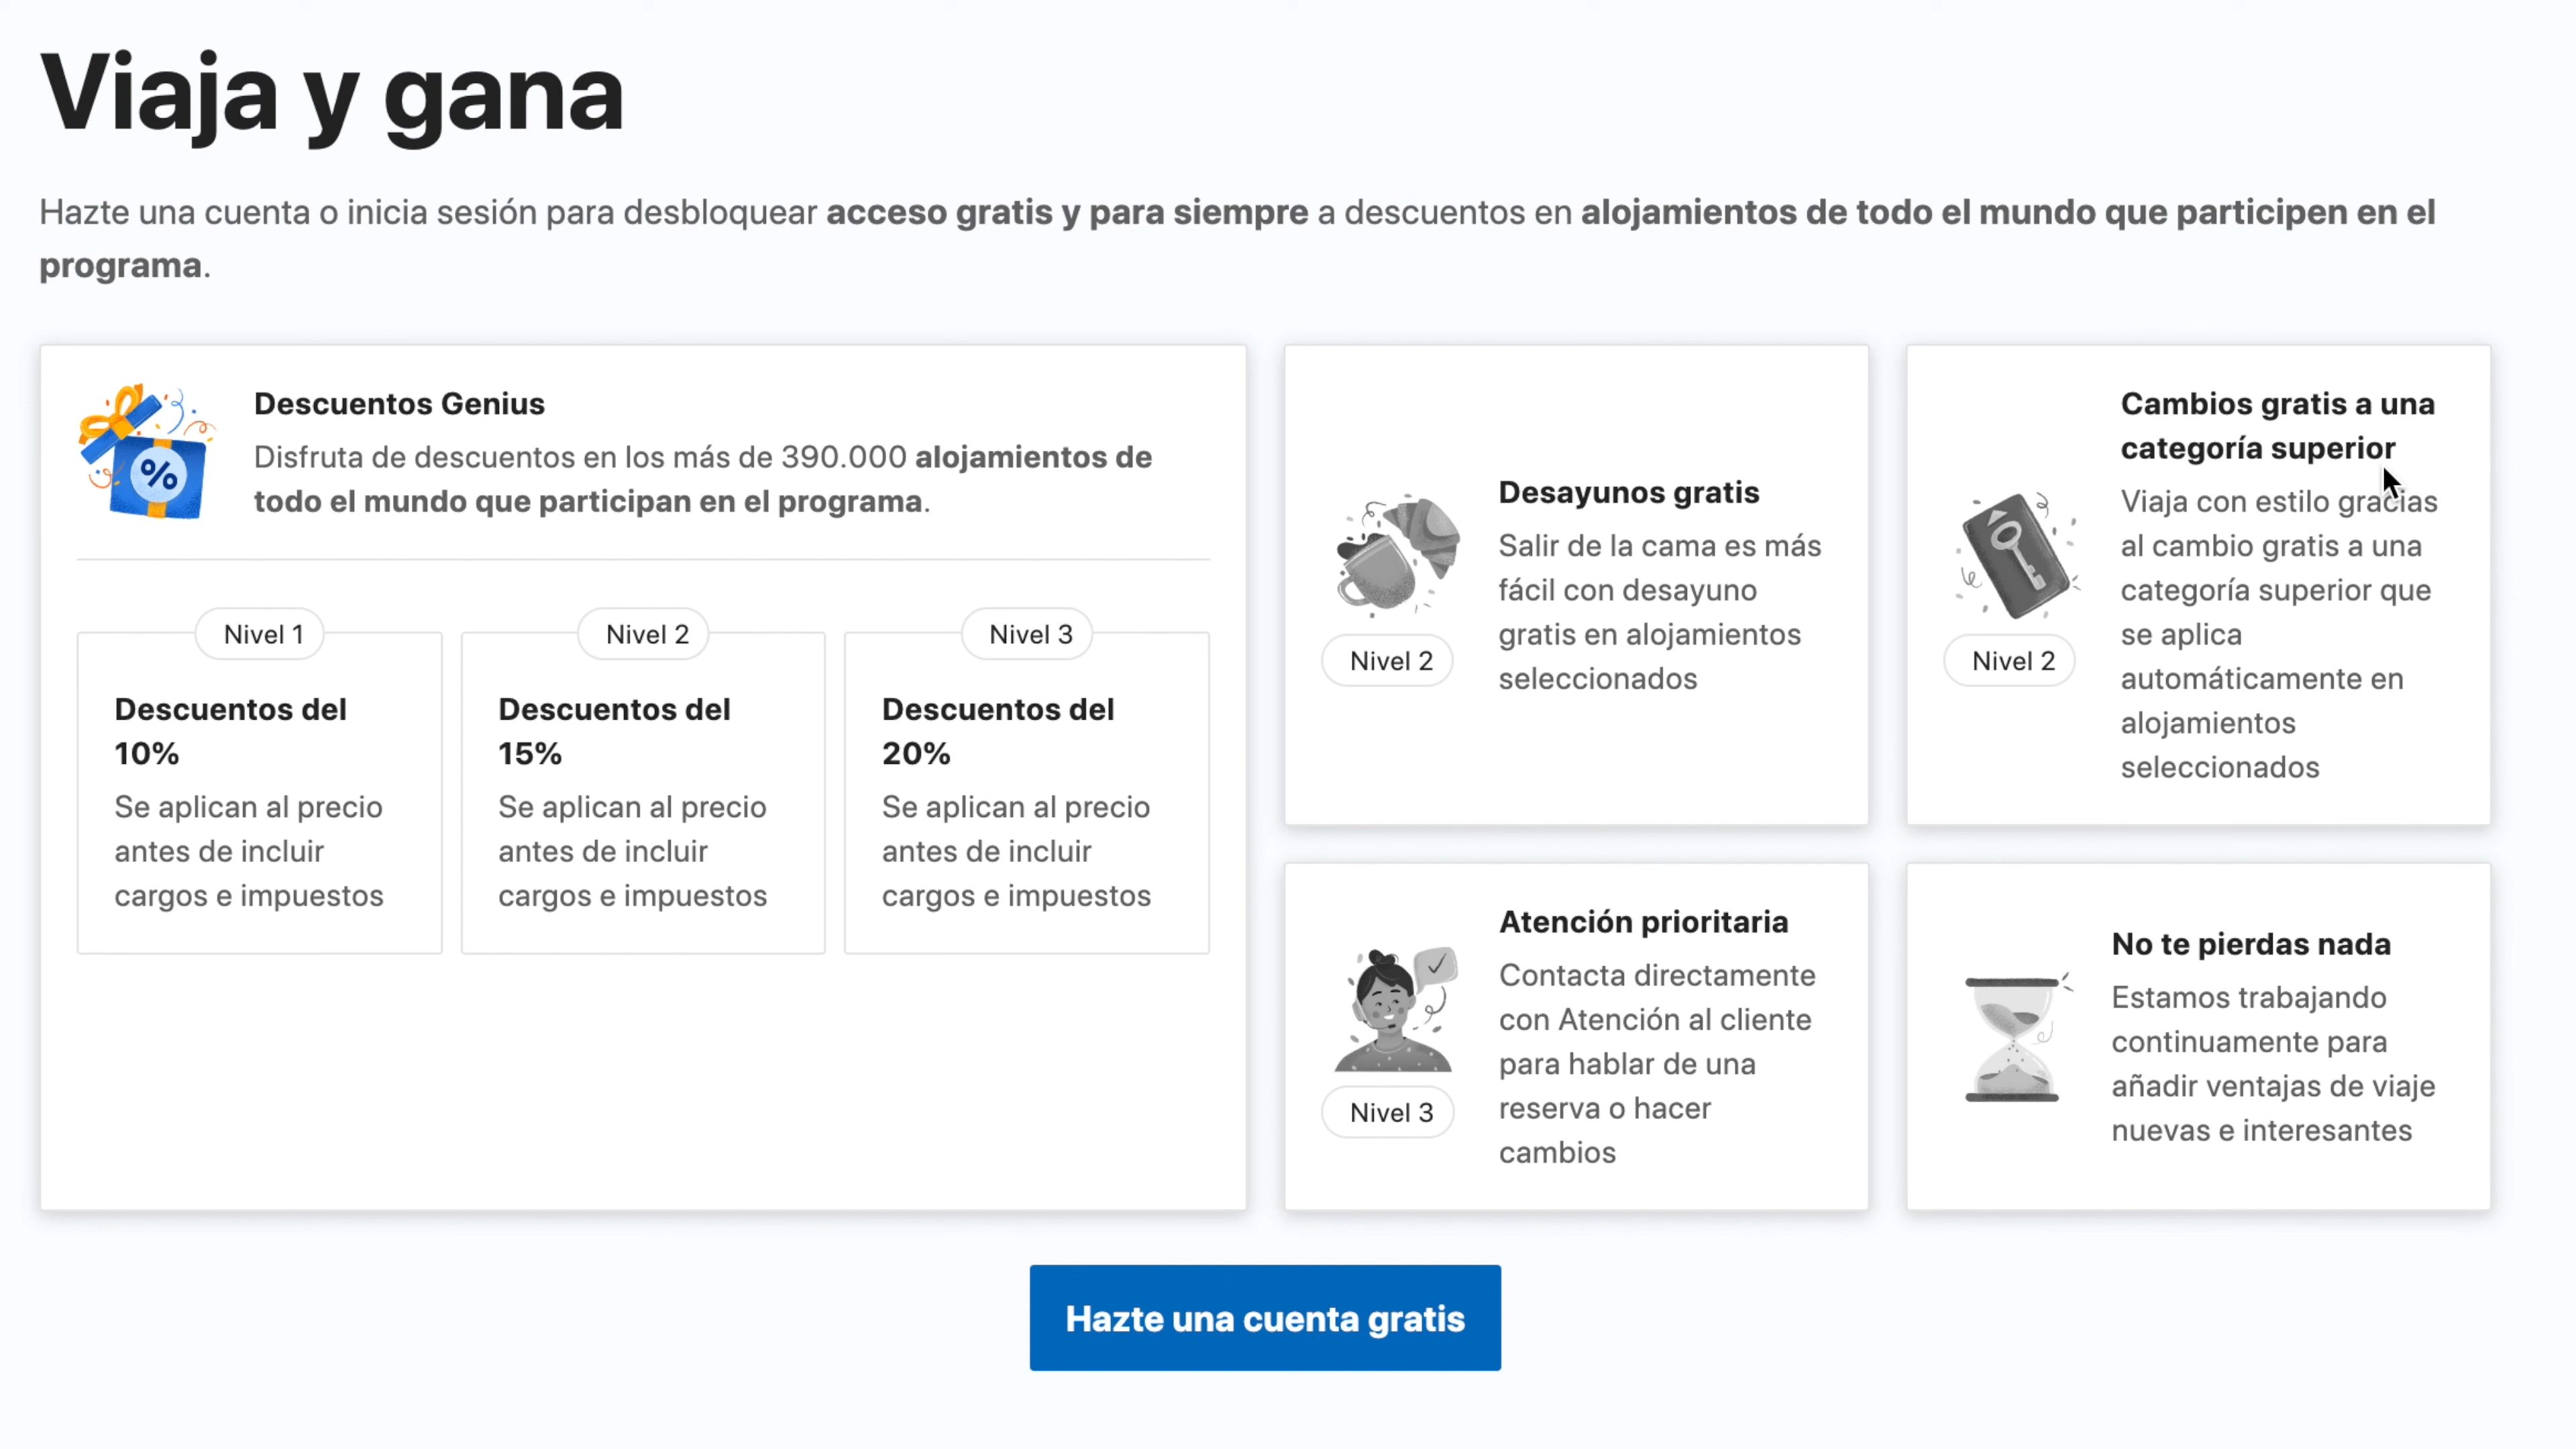 Viaja y gana
Hazte una cuenta o inicia sesión para desbloquear acceso gratis y para siempre a descuentos en alojamientos de todo el mundo que participen en el
programa.
Descuentos Genius
Disfruta de descuentos en los más de 390.000 alojamientos de
todo el mundo que participan en el programa.
%
Nivel 1
Descuentos del
10%
Se aplican al precio
antes de incluir
cargos e impuestos
Nivel 2
Descuentos del
15%
Se aplican al precio
antes de incluir
cargos e impuestos
Nivel 3
Descuentos del
20%
Se aplican al precio
antes de incluir
cargos e impuestos
Desayunos gratis
Salir de la cama es más
fácil con desayuno
gratis en alojamientos
seleccionados
Nivel 2
Cambios gratis a una
categoría superior
Viaja con estilo gracias
al cambio gratis a una
categoría superior que
se aplica
automáticamente en
alojamientos
seleccionados
Nivel 2
Atención prioritaria
Contacta directamente
con Atención al cliente
para hablar de una
reserva o hacer
cambios
Nivel 3
No te pierdas nada
Estamos trabajando
continuamente para
añadir ventajas de viaje
nuevas e interesantes
Hazte una cuenta gratis